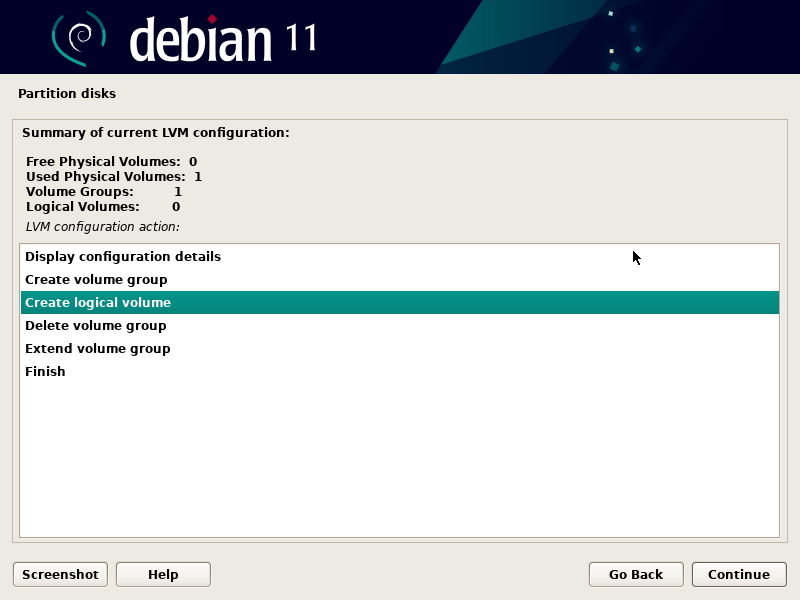 debian 11
Partition disks
Summary of current LVM configuration:
Free Physical Volumes: 0
Used Physical Volumes: 1
Volume Groups: 1
Logical Volumes: 0
LVM configuration action:
Display configuration details
Create volume group
Create logical volume
Delete volume group
Extend volume group
Finish
Screenshot Help Go Back Continue